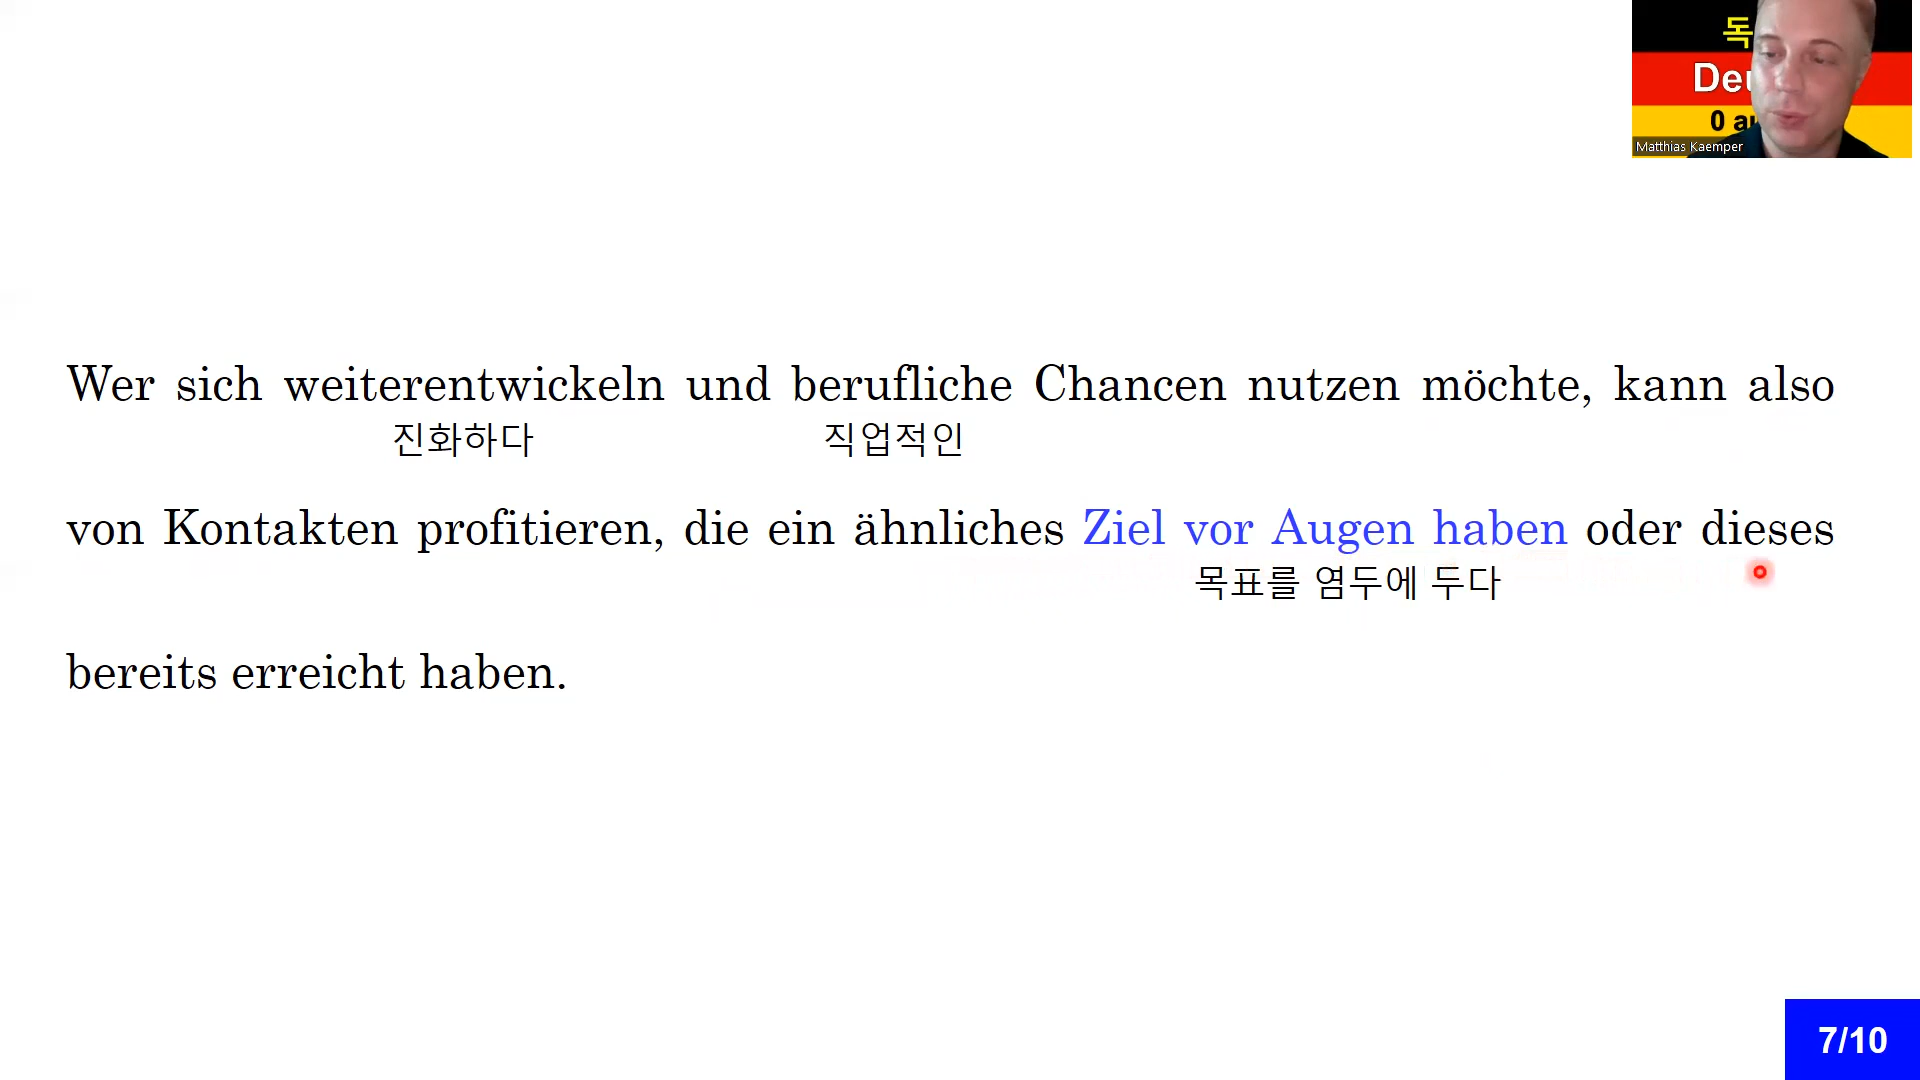 독
Deu
0 au
Matthias Kaemper
Wer sich weiterentwickeln und berufliche Chancen nutzen möchte, kann also
진화하다 직업적인
von Kontakten profitieren, die ein ähnliches Ziel vor Augen haben oder dieses
목표를 염두에 두다
bereits erreicht haben.
7/10